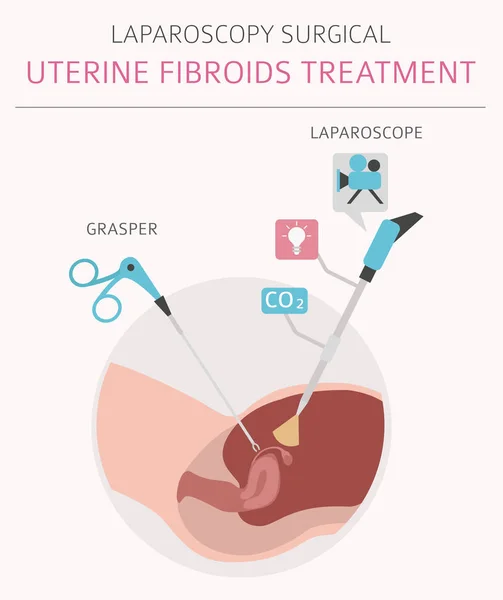 LAPAROSCOPY SURGICAL
UTERINE FIBROIDS TREATMENT
LAPAROSCOPE
GRASPER
CO₂